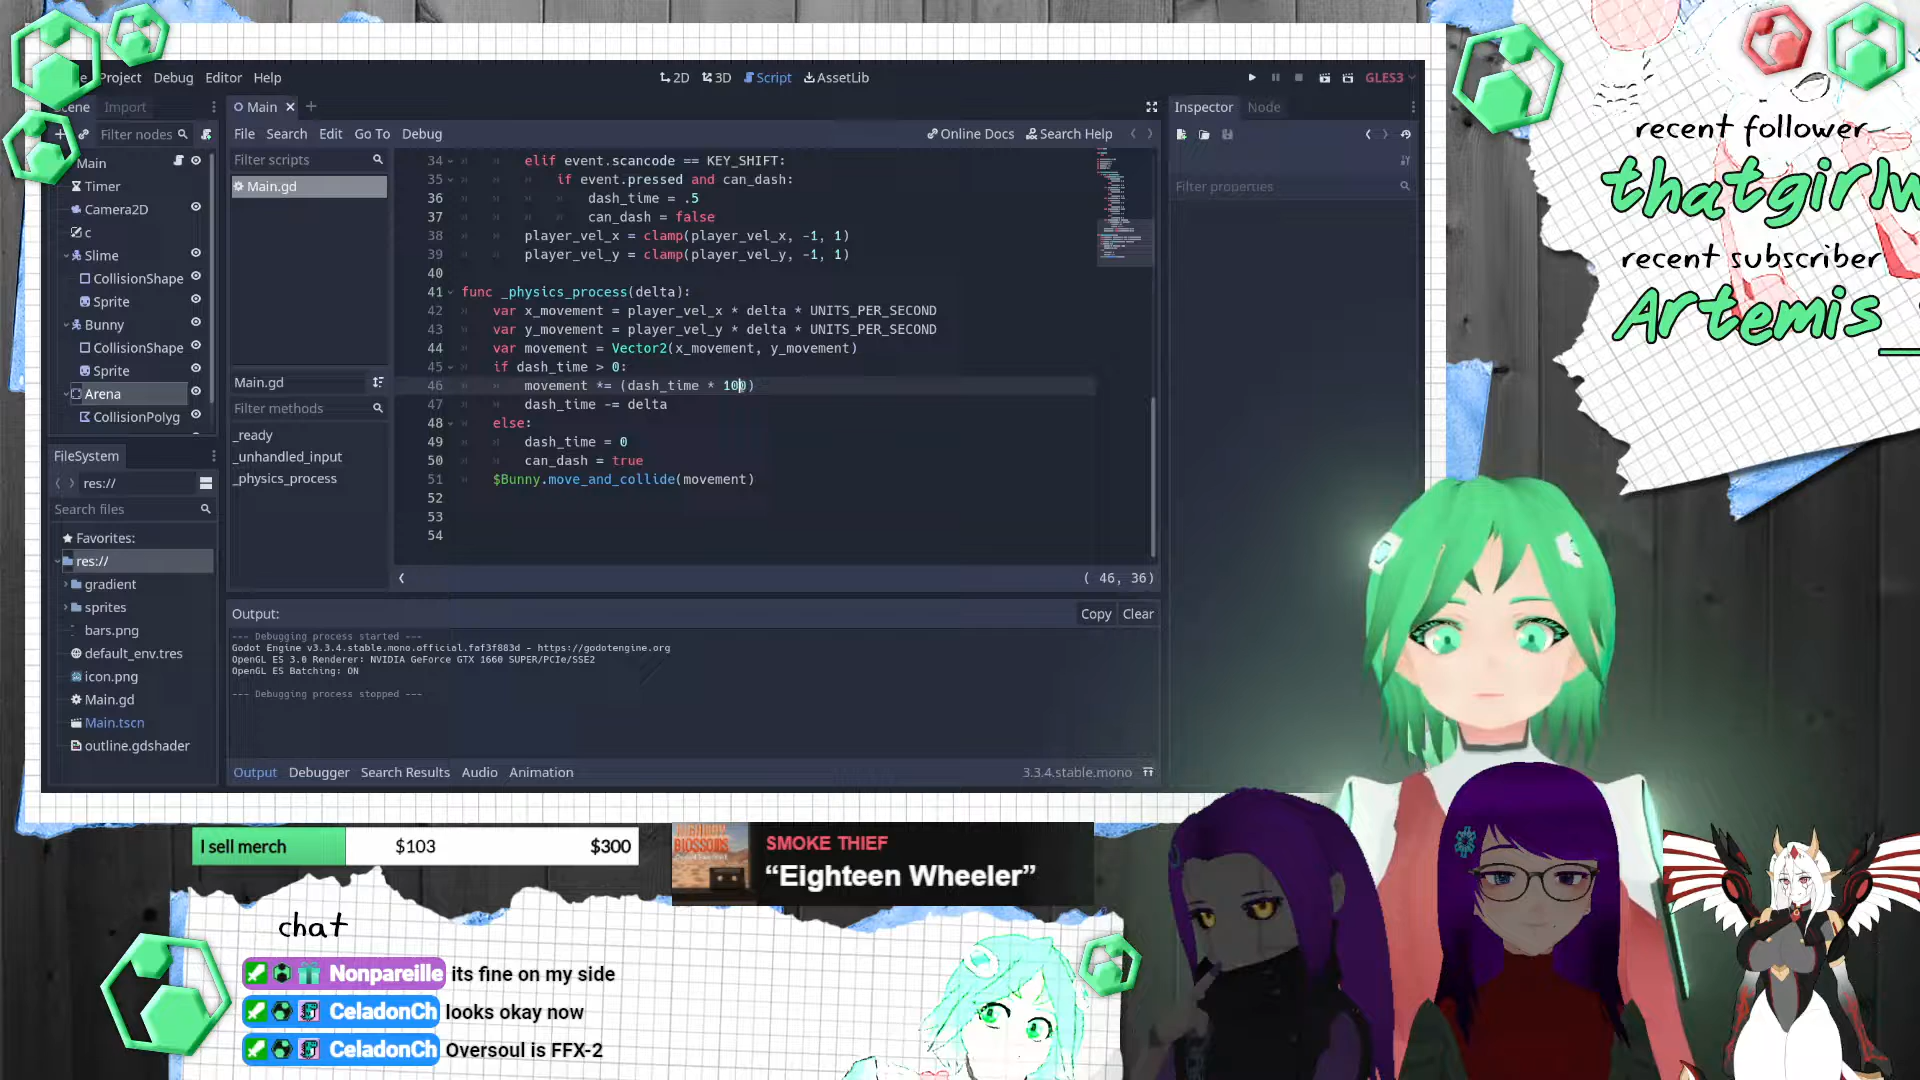 Project Debug Editor Help
2D 3D Script AssetLib
GLES3
Scene Import
Main
Inspector Node
File Search Edit Go To Debug
Online Docs Search Help
Filter nodes
Filter scripts
Filter properties
Main
Timer
Camera2D
c
Slime
CollisionShape
Sprite
Bunny
CollisionShape
Sprite
Arena
CollisionPolyg
Main.gd
Main.gd
Filter methods
_ready
_unhandled_input
_physics_process
34 elif event.scancode == KEY_SHIFT:
35 if event.pressed and can_dash:
36 dash_time = .5
37 can_dash = false
38 player_vel_x = clamp(player_vel_x, -1, 1)
39 player_vel_y = clamp(player_vel_y, -1, 1)
40
41 func _physics_process(delta):
42 var x_movement = player_vel_x * delta * UNITS_PER_SECOND
43 var y_movement = player_vel_y * delta * UNITS_PER_SECOND
44 var movement = Vector2(x_movement, y_movement)
45 if dash_time > 0:
46 movement *= (dash_time * 100)
47 dash_time -= delta
48 else:
49 dash_time = 0
50 can_dash = true
51 $Bunny.move_and_collide(movement)
52
53
54
( 46, 36)
FileSystem
res://
Search files
Favorites:
res://
gradient
sprites
bars.png
default_env.tres
icon.png
Main.gd
Main.tscn
outline.gdshader
Output: Copy Clear
--- Debugging process started ---
Godot Engine v3.3.4.stable.mono.official.faf3f883d - https://godotengine.org
OpenGL ES 3.0 Renderer: NVIDIA GeForce GTX 1660 SUPER/PCIe/SSE2
OpenGL ES Batching: ON
--- Debugging process stopped ---
Output Debugger Search Results Audio Animation 3.3.4.stable.mono
recent follower
thatgirlw
recent subscriber
Artemis_
I sell merch $103 $300
SMOKE THIEF
“Eighteen Wheeler”
chat
Nonpareille its fine on my side
CeladonCh looks okay now
CeladonCh Oversoul is FFX-2